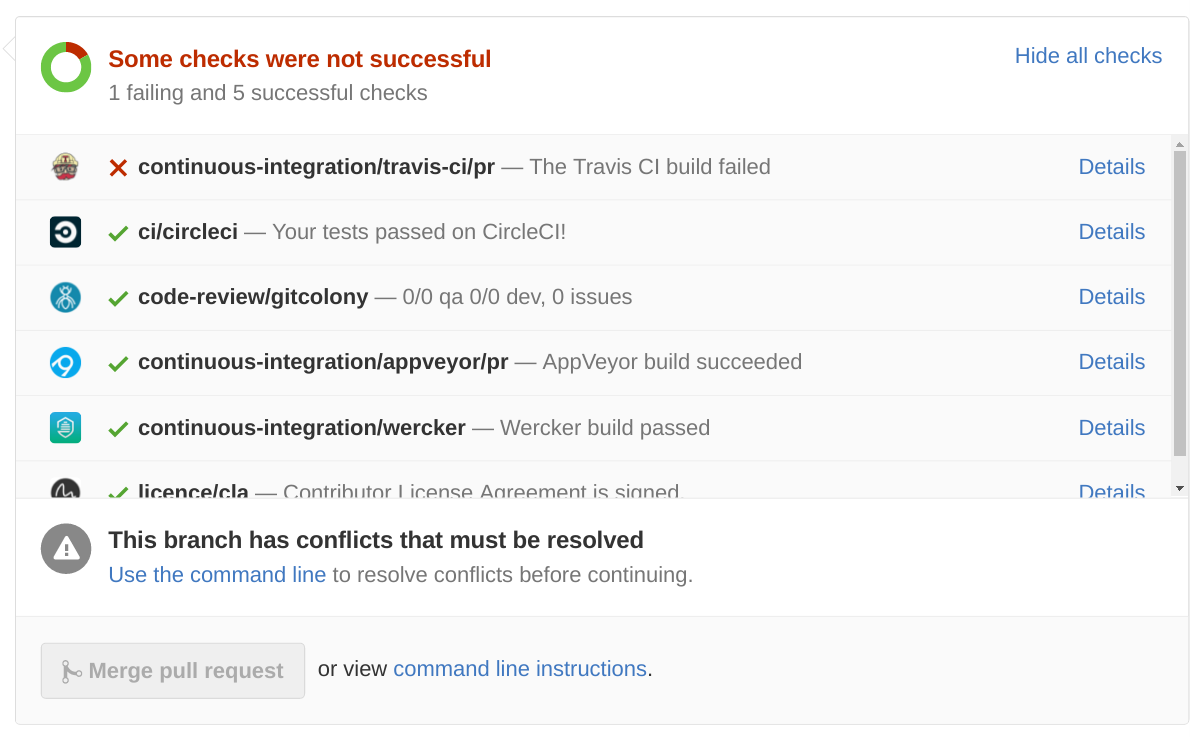 Some checks were not successful
Hide all checks
1 failing and 5 successful checks
continuous-integration/travis-ci/pr — The Travis CI build failed
Details
ci/circleci — Your tests passed on CircleCI!
Details
code-review/gitcolony — 0/0 qa 0/0 dev, 0 issues
Details
continuous-integration/appveyor/pr — AppVeyor build succeeded
Details
continuous-integration/wercker — Wercker build passed
Details
licence/cla — Contributor License Agreement is signed.
Details
This branch has conflicts that must be resolved
Use the command line to resolve conflicts before continuing.
Merge pull request or view command line instructions.